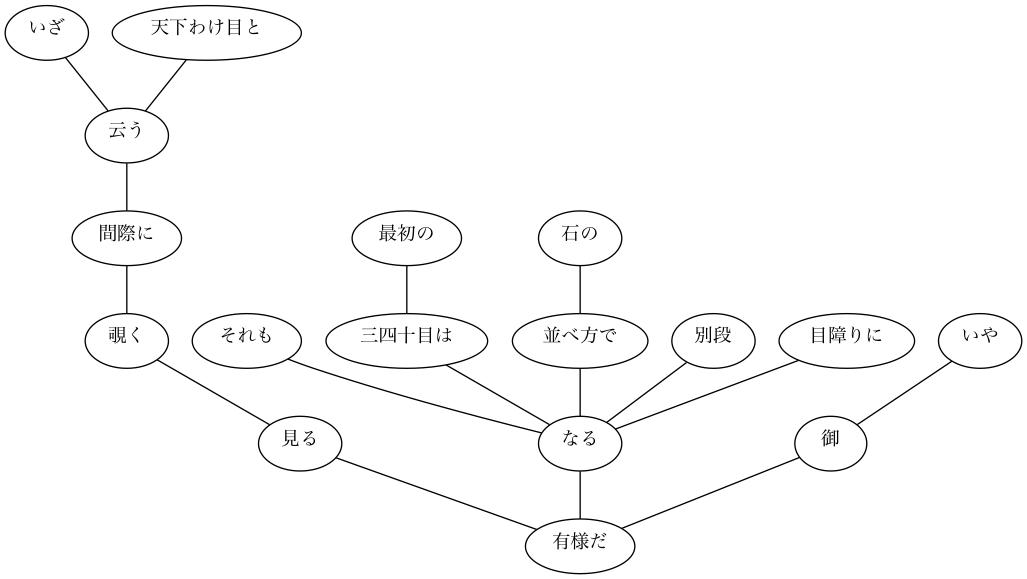 いざ 天下わけ目と
云う
間際に 最初の 石の
覗く それも 三四十目は 並べ方で 別段 目障りに いや
見る なる 御
有様だ